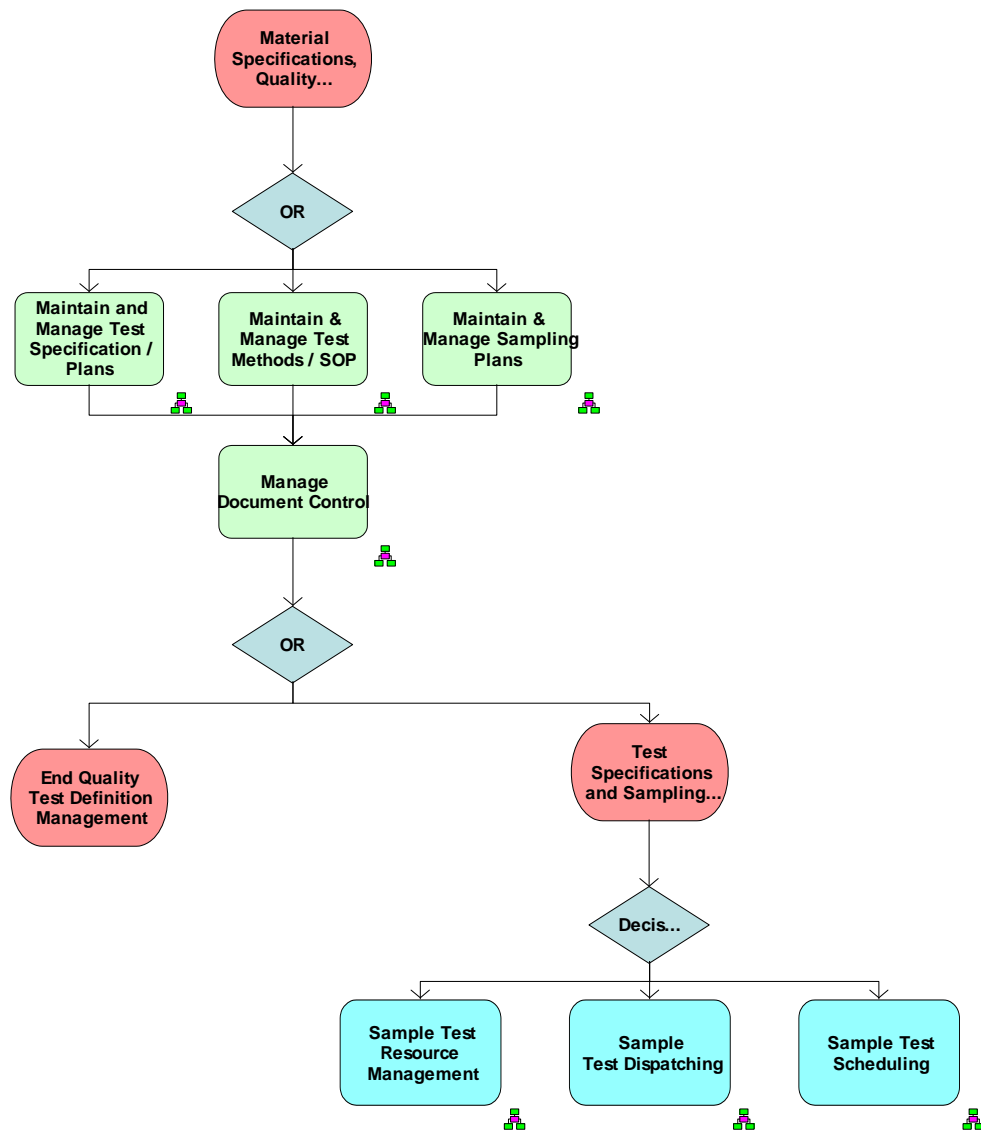 Material
Specifications,
Quality...
OR
Maintain and
Manage Test
Specification /
Plans
Maintain &
Manage Test
Methods / SOP
Maintain &
Manage Sampling
Plans
Manage
Document Control
OR
End Quality
Test Definition
Management
Test
Specifications
and Sampling...
Decis...
Sample Test
Resource
Management
Sample
Test Dispatching
Sample Test
Scheduling